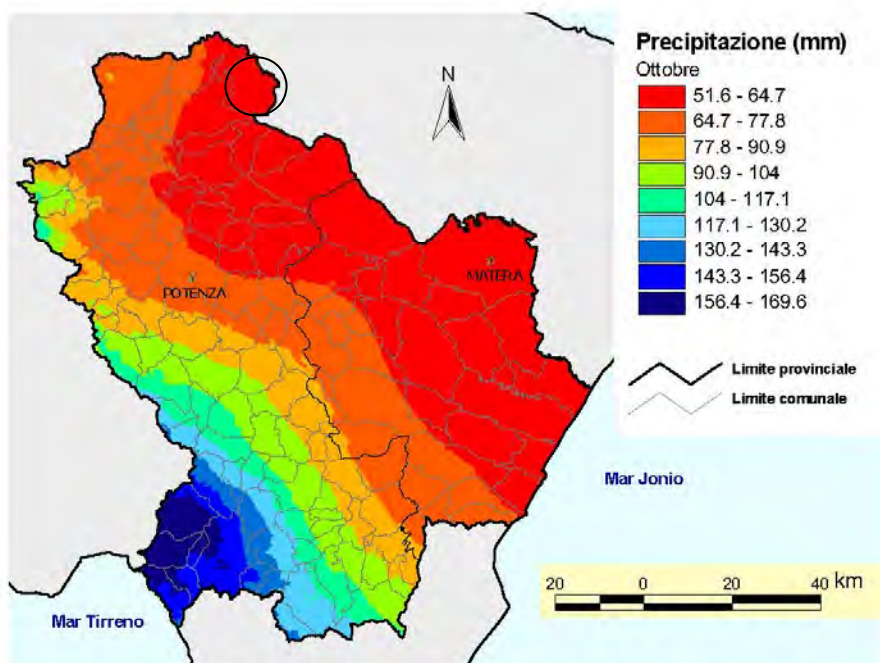 Precipitazione (mm)
Ottobre
51.6 - 64.7
64.7 - 77.8
77.8 - 90.9
90.9 - 104
104 - 117.1
117.1 - 130.2
130.2 - 143.3
143.3 - 156.4
156.4 - 169.6
Limite provinciale
Limite comunale
N
POTENZA
MATERA
Mar Jonio
Mar Tirreno
20 0 20 40 km